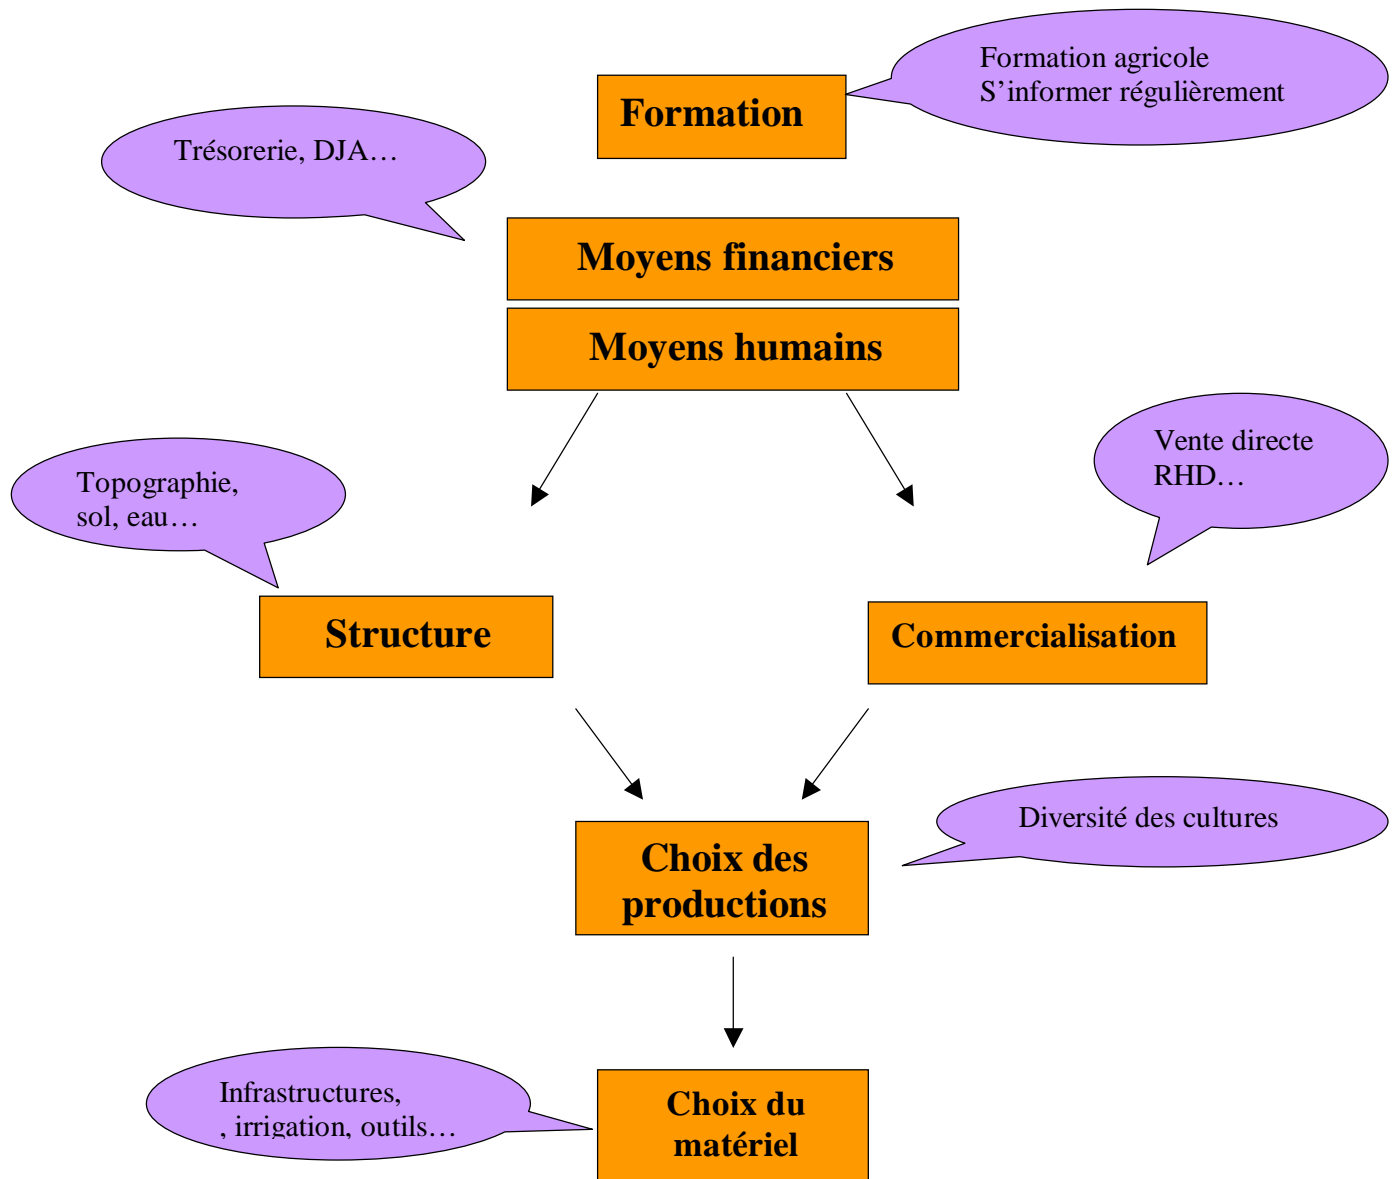 Formation agricole
S’informer régulièrement
Formation
Trésorerie, DJA…
Moyens financiers
Moyens humains
Vente directe
RHD…
Topographie,
sol, eau…
Structure
Commercialisation
Diversité des cultures
Choix des
productions
Infrastructures,
, irrigation, outils…
Choix du
matériel